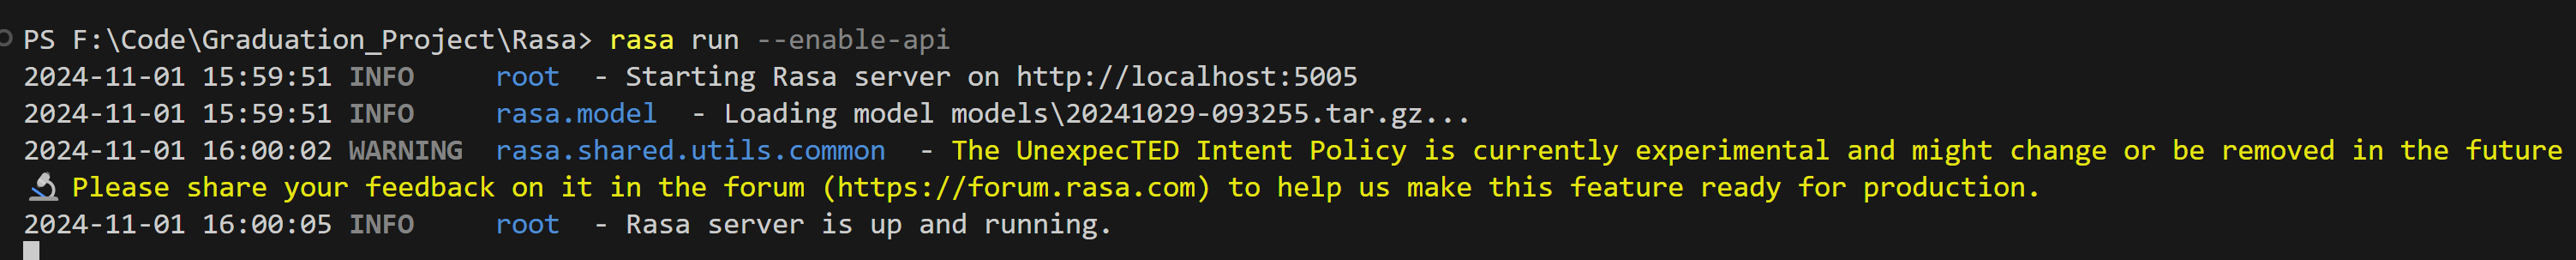 PS F:\Code\Graduation_Project\Rasa> rasa run --enable-api
2024-11-01 15:59:51 INFO     root  - Starting Rasa server on http://localhost:5005
2024-11-01 15:59:51 INFO     rasa.model  - Loading model models\20241029-093255.tar.gz...
2024-11-01 16:00:02 WARNING  rasa.shared.utils.common  - The UnexpecTED Intent Policy is currently experimental and might change or be removed in the future
🔬 Please share your feedback on it in the forum (https://forum.rasa.com) to help us make this feature ready for production.
2024-11-01 16:00:05 INFO     root  - Rasa server is up and running.